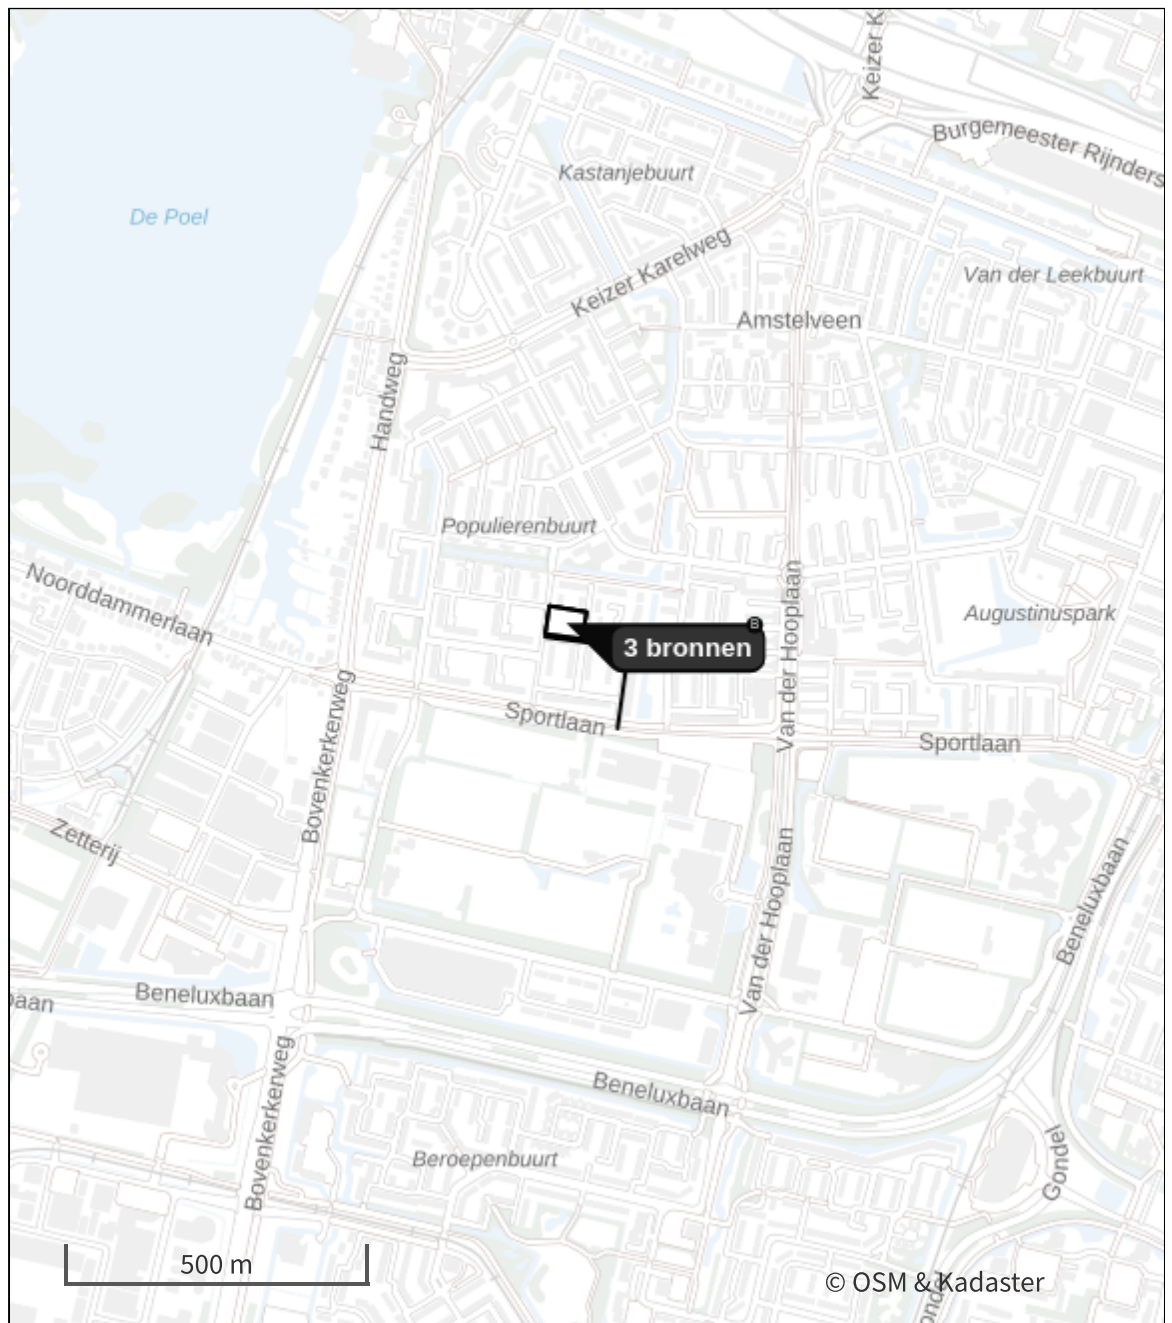 Keizer K
Burgemeester Rijnders
Kastanjebuurt
De Poel
Keizer Karelweg
Van der Leekbuurt
Amstelveen
Handweg
Populierenbuurt
Noorddammerlaan
Augustinuspark
B
3 bronnen
Van der Hooplaan
Bovenkerkerweg
Sportlaan
Sportlaan
Zetterij
Van der Hooplaan
Beneluxbaan
Beneluxbaan
baan
Bovenkerkerweg
Beneluxbaan
Beroepenbuurt
Gondel
500 m
© OSM & Kadaster
ondel